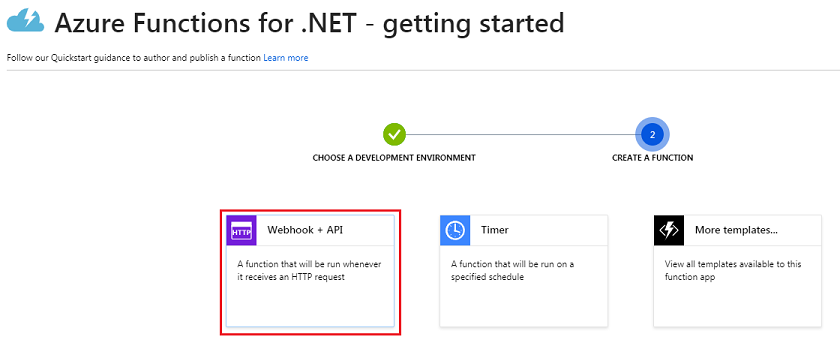 Azure Functions for .NET - getting started
Follow our Quickstart guidance to author and publish a function Learn more
2
CHOOSE A DEVELOPMENT ENVIRONMENT
CREATE A FUNCTION
HTTP
Webhook + API
A function that will be run whenever
it receives an HTTP request
Timer
A function that will be run on a
specified schedule
More templates...
View all templates available to this
function app